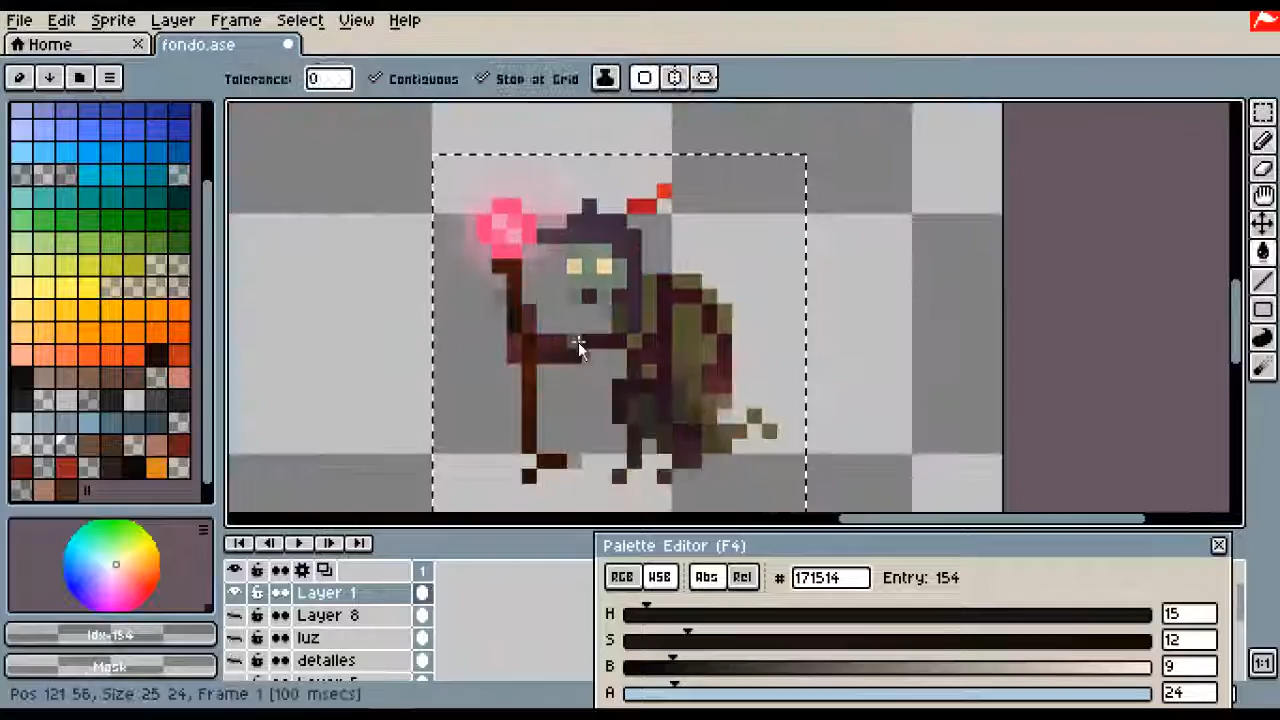 File Edit Sprite Layer Frame Select View Help
Home fondo.ase
Tolerance: 0 Continuous Stop at Grid
1
Layer 1
Layer 8
luz
detalles
Palette Editor (F4)
RGB HSB Abs Rel # 171514 Entry: 154
H 15
S 12
B 9
A 24
Idx-154
Mask
1:1
Pos 121 56, Size 25 24, Frame 1 [100 msecs]